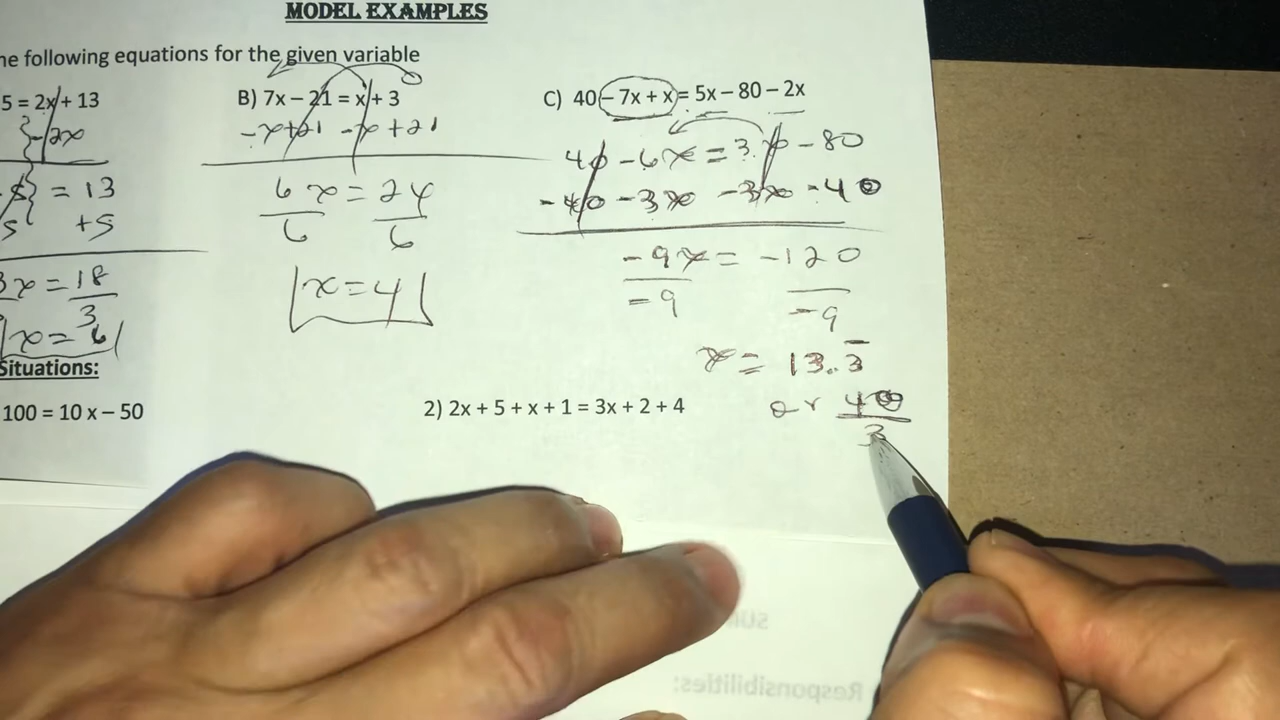 MODEL EXAMPLES
he following equations for the given variable
5 = 2x + 13
-2x
= 13
+5
3x = 18
3
x = 6
B) 7x – 21 = x + 3
-x +21 -x +21
6x = 24
6 6
x = 4
C) 40 – 7x + x = 5x – 80 – 2x
40 - 6x = 3x - 80
-40 - 3x -3x -40
-9x = -120
-9 -9
x = 13.3̅
or 40
3
Situations:
100 = 10 x – 50
2) 2x + 5 + x + 1 = 3x + 2 + 4
Responsibilities: